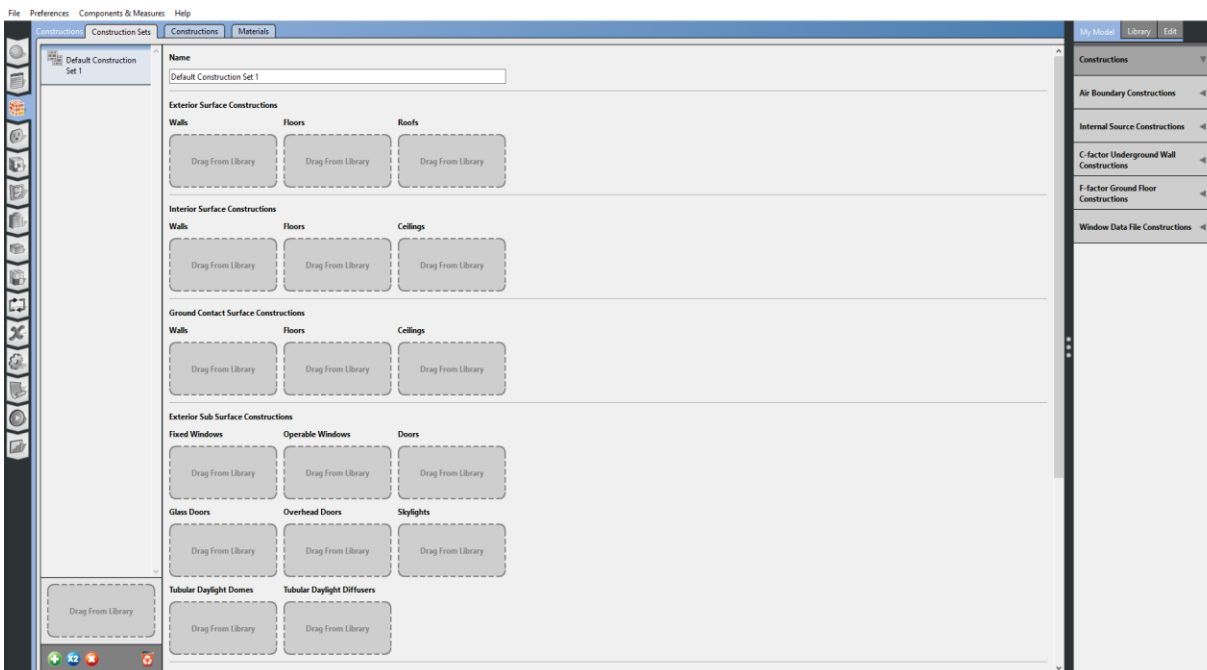 File Preferences Components & Measures Help
Constructions Construction Sets Constructions Materials
My Model Library Edit
Default Construction
Set 1
Name
Default Construction Set 1
Exterior Surface Constructions
Walls Floors Roofs
Drag From Library Drag From Library Drag From Library
Interior Surface Constructions
Walls Floors Ceilings
Drag From Library Drag From Library Drag From Library
Ground Contact Surface Constructions
Walls Floors Ceilings
Drag From Library Drag From Library Drag From Library
Exterior Sub Surface Constructions
Fixed Windows Operable Windows Doors
Drag From Library Drag From Library Drag From Library
Glass Doors Overhead Doors Skylights
Drag From Library Drag From Library Drag From Library
Tubular Daylight Domes Tubular Daylight Diffusers
Drag From Library Drag From Library
Drag From Library
X2
Constructions
Air Boundary Constructions
Internal Source Constructions
C-factor Underground Wall
Constructions
F-factor Ground Floor
Constructions
Window Data File Constructions